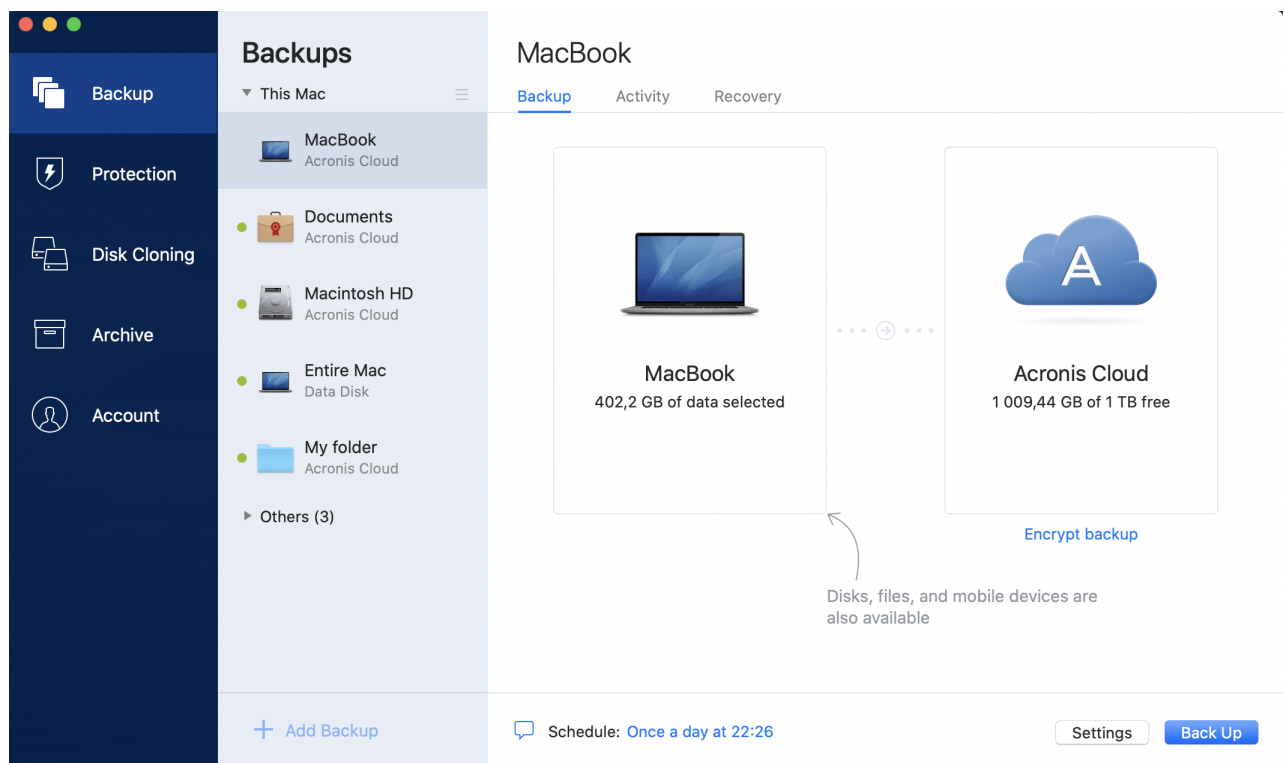 Backup
Protection
Disk Cloning
Archive
Account
Backups
This Mac
MacBook
Acronis Cloud
Documents
Acronis Cloud
Macintosh HD
Acronis Cloud
Entire Mac
Data Disk
My folder
Acronis Cloud
Others (3)
Add Backup
MacBook
Backup Activity Recovery
MacBook
402,2 GB of data selected
A
Acronis Cloud
1 009,44 GB of 1 TB free
Encrypt backup
Disks, files, and mobile devices are
also available
Schedule: Once a day at 22:26
Settings
Back Up